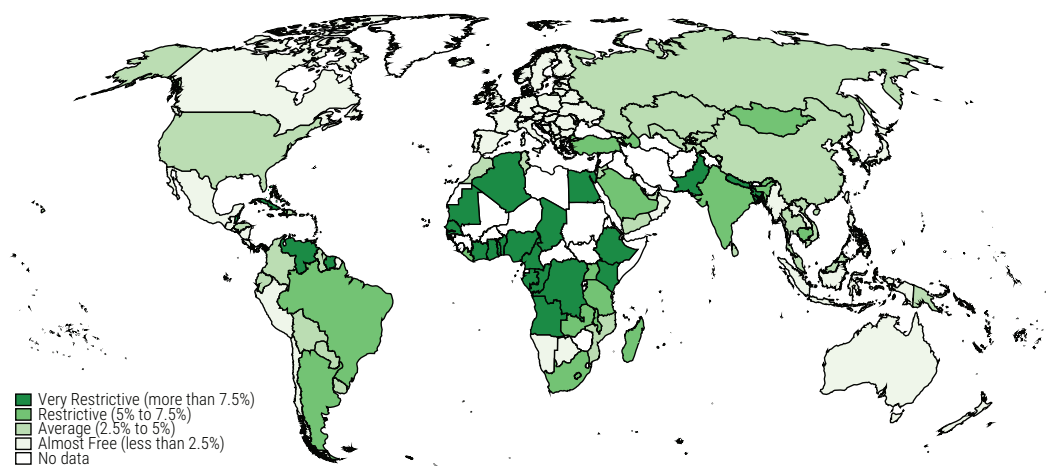 Very Restrictive (more than 7.5%)
Restrictive (5% to 7.5%)
Average (2.5% to 5%)
Almost Free (less than 2.5%)
No data